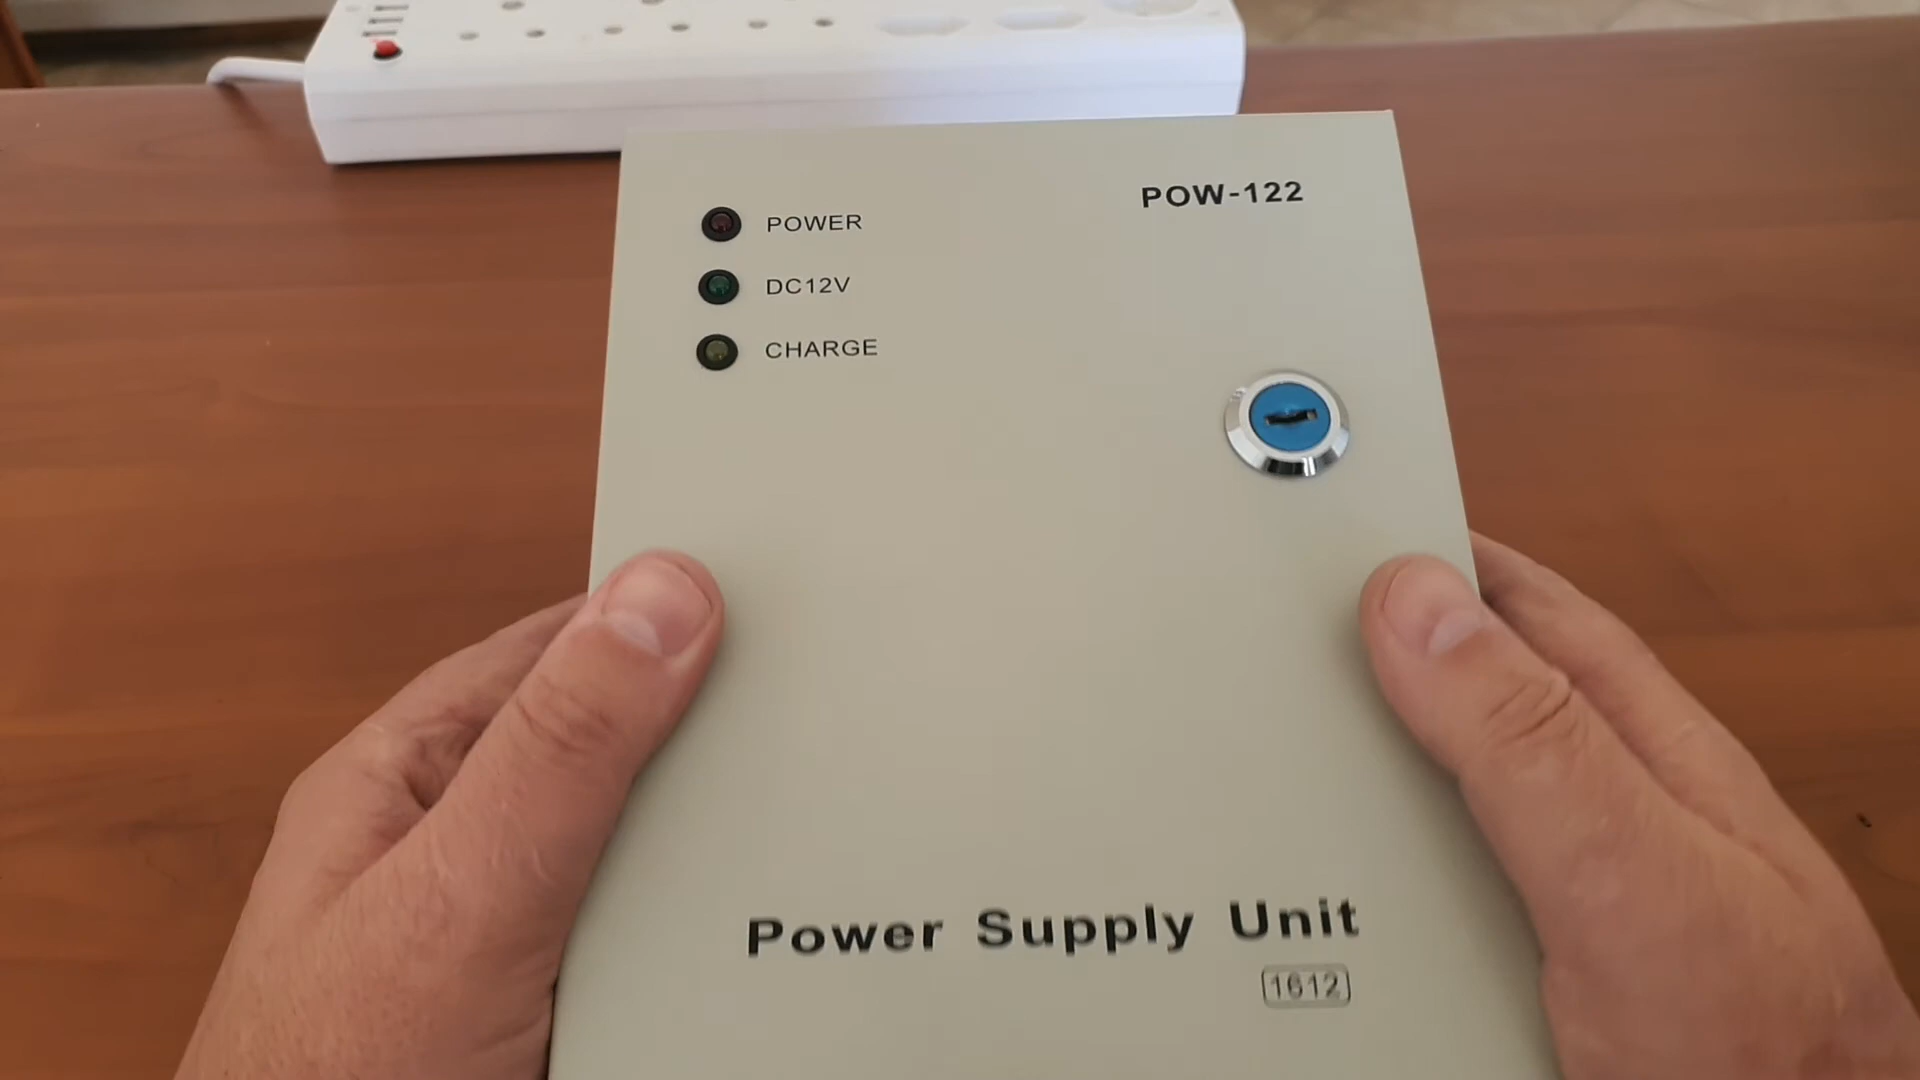 POW-122
POWER
DC12V
CHARGE
Power Supply Unit
1612